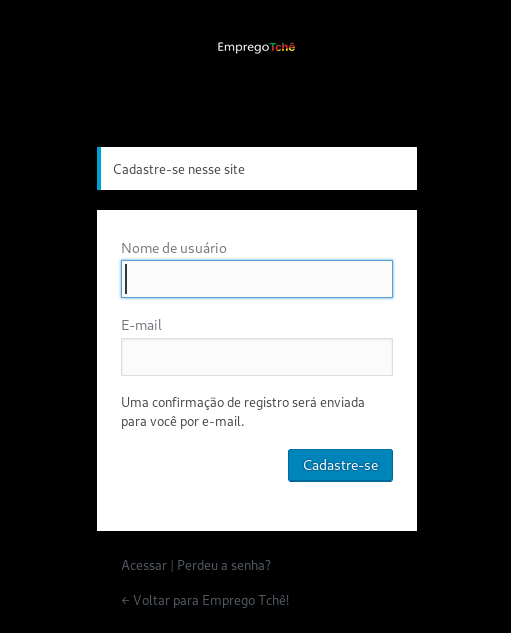 EmpregoTchê
Cadastre-se nesse site
Nome de usuário
E-mail
Uma confirmação de registro será enviada
para você por e-mail.
Cadastre-se
Acessar | Perdeu a senha?
← Voltar para Emprego Tchê!